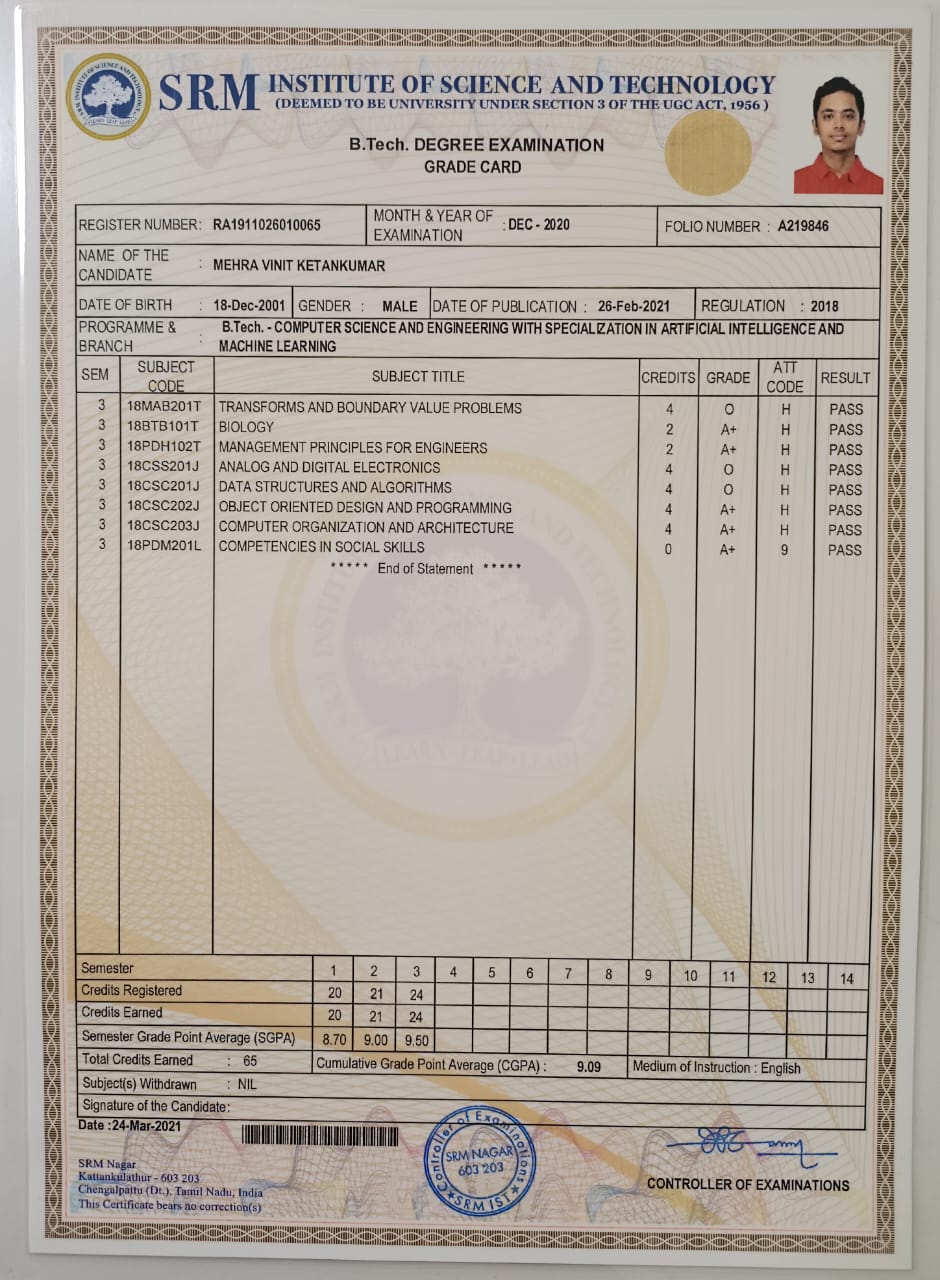 SRM INSTITUTE OF SCIENCE AND TECHNOLOGY
(DEEMED TO BE UNIVERSITY UNDER SECTION 3 OF THE UGC ACT, 1956 )
SRM INSTITUTE OF SCIENCE AND TECHNOLOGY
LEARN LEAP LEAD
B.Tech. DEGREE EXAMINATION
GRADE CARD
REGISTER NUMBER: RA1911026010065 MONTH & YEAR OF EXAMINATION : DEC - 2020 FOLIO NUMBER : A219846
NAME OF THE CANDIDATE : MEHRA VINIT KETANKUMAR
DATE OF BIRTH : 18-Dec-2001 GENDER : MALE DATE OF PUBLICATION : 26-Feb-2021 REGULATION : 2018
PROGRAMME & BRANCH : B.Tech. - COMPUTER SCIENCE AND ENGINEERING WITH SPECIALIZATION IN ARTIFICIAL INTELLIGENCE AND
MACHINE LEARNING
SEM SUBJECT CODE SUBJECT TITLE CREDITS GRADE ATT CODE RESULT
3 18MAB201T TRANSFORMS AND BOUNDARY VALUE PROBLEMS 4 O H PASS
3 18BTB101T BIOLOGY 2 A+ H PASS
3 18PDH102T MANAGEMENT PRINCIPLES FOR ENGINEERS 2 A+ H PASS
3 18CSS201J ANALOG AND DIGITAL ELECTRONICS 4 O H PASS
3 18CSC201J DATA STRUCTURES AND ALGORITHMS 4 O H PASS
3 18CSC202J OBJECT ORIENTED DESIGN AND PROGRAMMING 4 A+ H PASS
3 18CSC203J COMPUTER ORGANIZATION AND ARCHITECTURE 4 A+ H PASS
3 18PDM201L COMPETENCIES IN SOCIAL SKILLS 0 A+ 9 PASS
***** End of Statement *****
LEARN LEAP LEAD
Semester 1 2 3 4 5 6 7 8 9 10 11 12 13 14
Credits Registered 20 21 24
Credits Earned 20 21 24
Semester Grade Point Average (SGPA) 8.70 9.00 9.50
Total Credits Earned : 65 Cumulative Grade Point Average (CGPA) : 9.09 Medium of Instruction : English
Subject(s) Withdrawn : NIL
Signature of the Candidate:
Date :24-Mar-2021
SRM Nagar
Kattankulathur - 603 203
Chengalpattu (Dt.), Tamil Nadu, India
This Certificate bears no correction(s)
Controller of Examinations
SRM NAGAR
603 203
★ SRM IST ★
CONTROLLER OF EXAMINATIONS